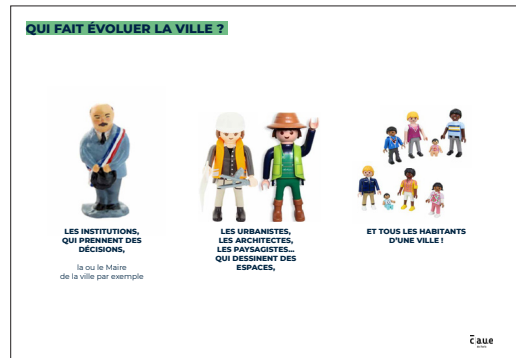 QUI FAIT ÉVOLUER LA VILLE ?
LES INSTITUTIONS,
QUI PRENNENT DES
DÉCISIONS,
la ou le Maire
de la ville par exemple
LES URBANISTES,
LES ARCHITECTES,
LES PAYSAGISTES...
QUI DESSINENT DES
ESPACES,
ET TOUS LES HABITANTS
D'UNE VILLE !
c|aue